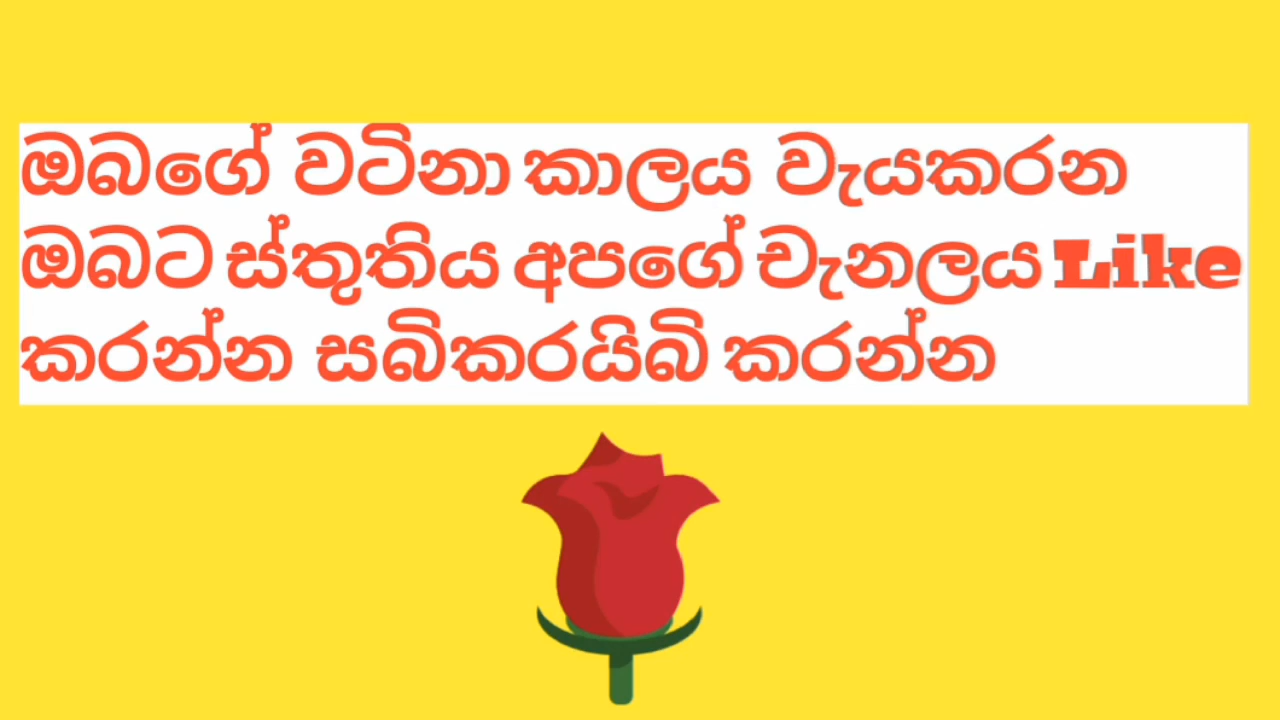 ඔබගේ වටිනා කාලය වැයකරන
ඔබට ස්තුතිය අපගේ චැනලය Like
කරන්න සබ්කරයිබ් කරන්න